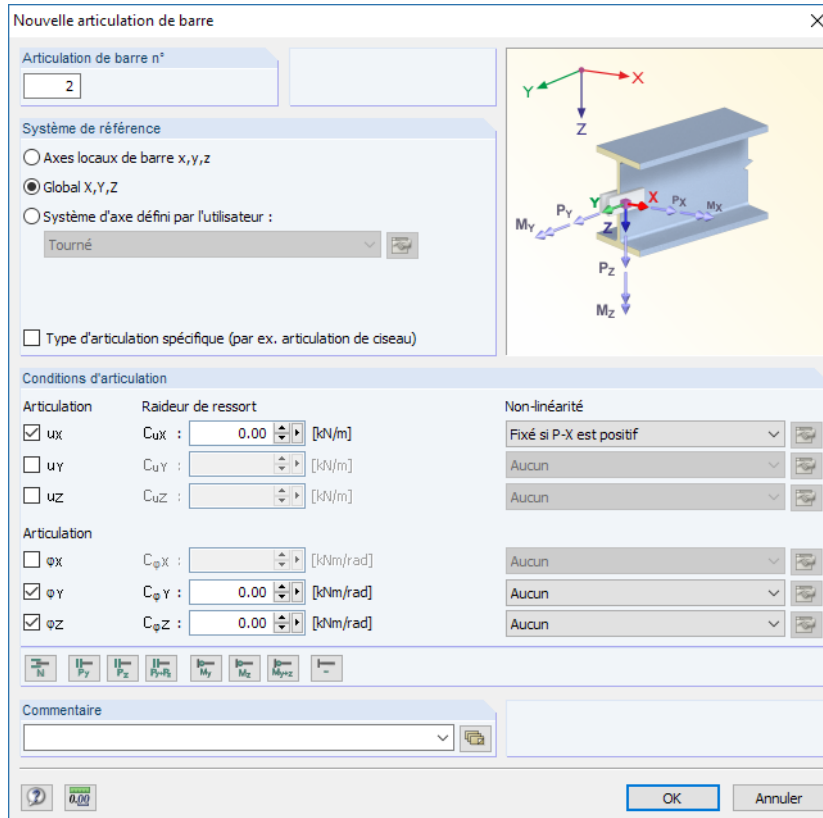 Nouvelle articulation de barre
Articulation de barre n°
2
Système de référence
Axes locaux de barre x,y,z
Global X,Y,Z
Système d'axe défini par l'utilisateur :
Tourné
Type d'articulation spécifique (par ex. articulation de ciseau)
X
Y
Z
Y
X
Z
PY
MY
PX
MX
PZ
MZ
Conditions d'articulation
Articulation Raideur de ressort Non-linéarité
uX CuX : 0.00 [kN/m] Fixé si P-X est positif
uY CuY : [kN/m] Aucun
uZ CuZ : [kN/m] Aucun
Articulation
φX CφX : [kNm/rad] Aucun
φY CφY : 0.00 [kNm/rad] Aucun
φZ CφZ : 0.00 [kNm/rad] Aucun
N Py Pz Py+Pz My Mz My+z –
Commentaire
0.00
OK Annuler